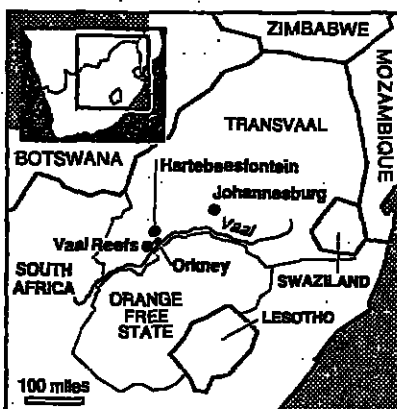 ZIMBABWE
MOZAMBIQUE
TRANSVAAL
BOTSWANA
Hartebeesfontein
Johannesburg
Vaal
Vaal Reefs
Orkney
SOUTH
AFRICA
SWAZILAND
ORANGE
FREE
STATE
LESOTHO
100 miles